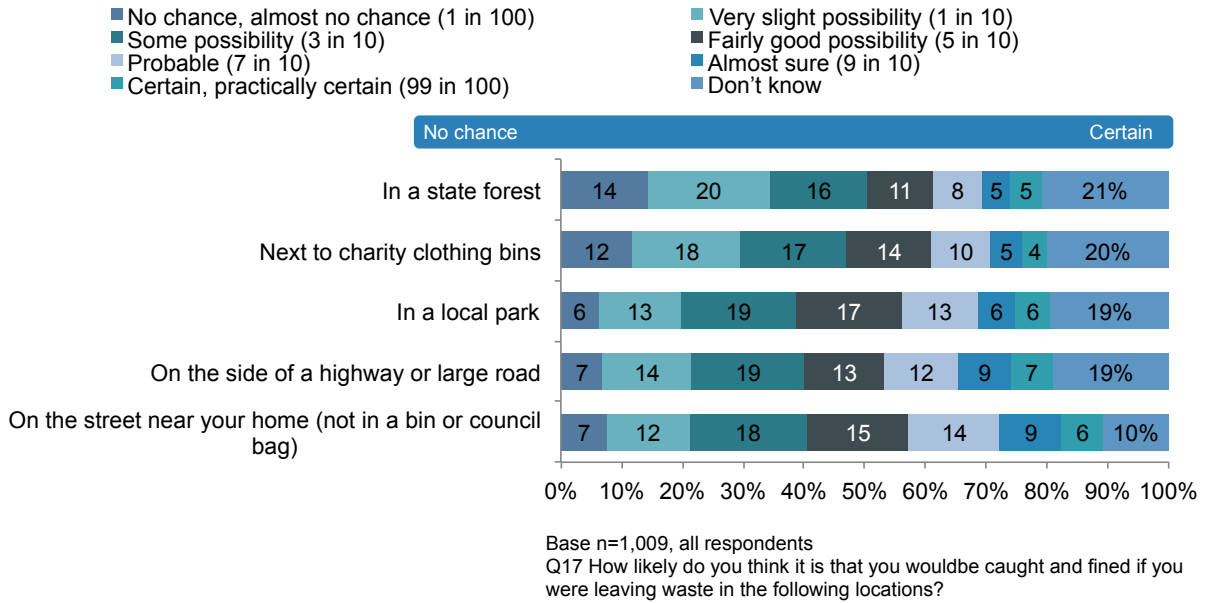 No chance, almost no chance (1 in 100)
Very slight possibility (1 in 10)
Some possibility (3 in 10)
Fairly good possibility (5 in 10)
Probable (7 in 10)
Almost sure (9 in 10)
Certain, practically certain (99 in 100)
Don't know
No chance Certain
In a state forest 14 20 16 11 8 5 5 21%
Next to charity clothing bins 12 18 17 14 10 5 4 20%
In a local park 6 13 19 17 13 6 6 19%
On the side of a highway or large road 7 14 19 13 12 9 7 19%
On the street near your home (not in a bin or council
bag) 7 12 18 15 14 9 6 10%
0% 10% 20% 30% 40% 50% 60% 70% 80% 90% 100%
Base n=1,009, all respondents
Q17 How likely do you think it is that you wouldbe caught and fined if you
were leaving waste in the following locations?